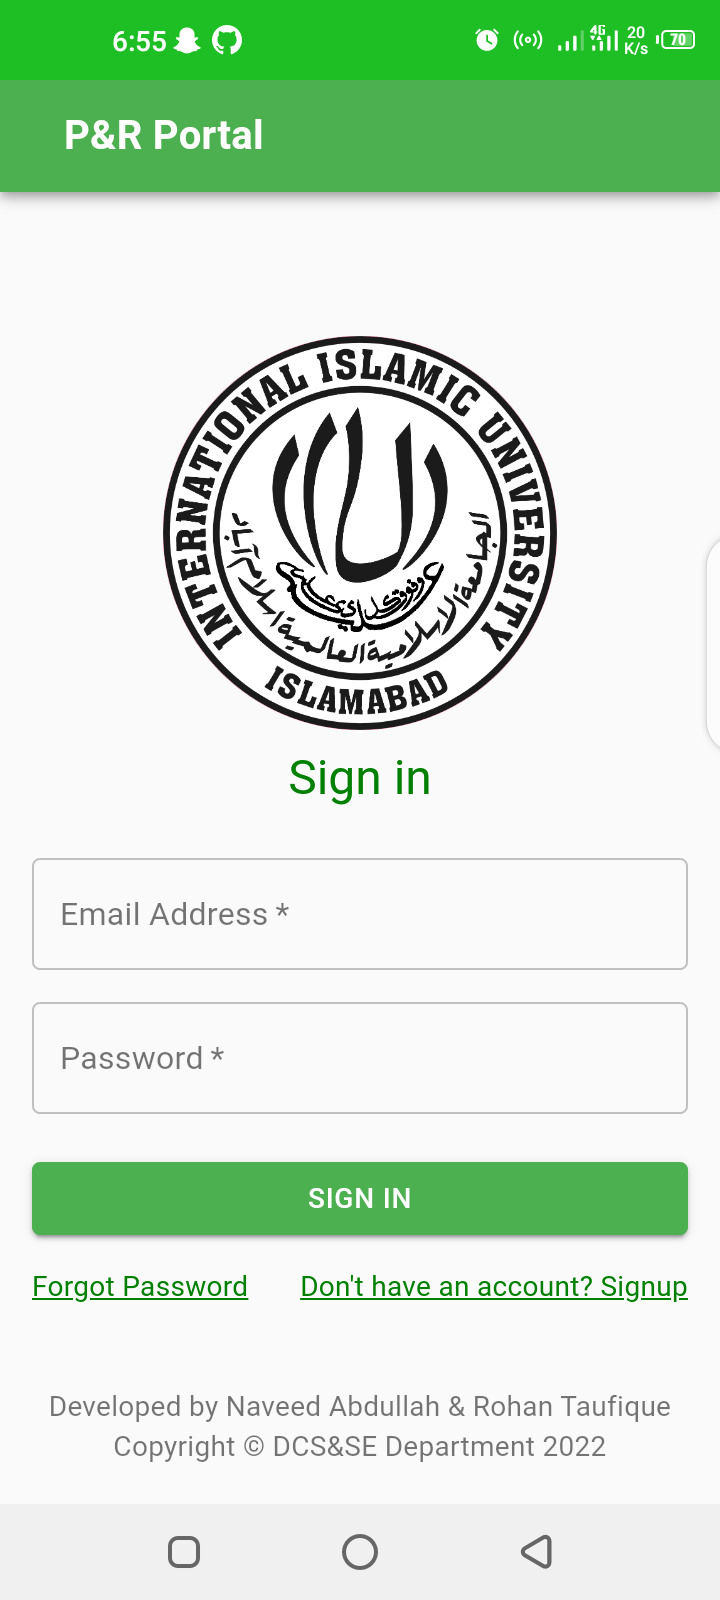 6:55
4G
20
K/s
70
P&R Portal
INTERNATIONAL ISLAMIC UNIVERSITY
الجامعة الاسلامية العالمية اسلام آباد
ISLAMABAD
Sign in
Email Address *
Password *
SIGN IN
Forgot Password
Don't have an account? Signup
Developed by Naveed Abdullah & Rohan Taufique
Copyright © DCS&SE Department 2022